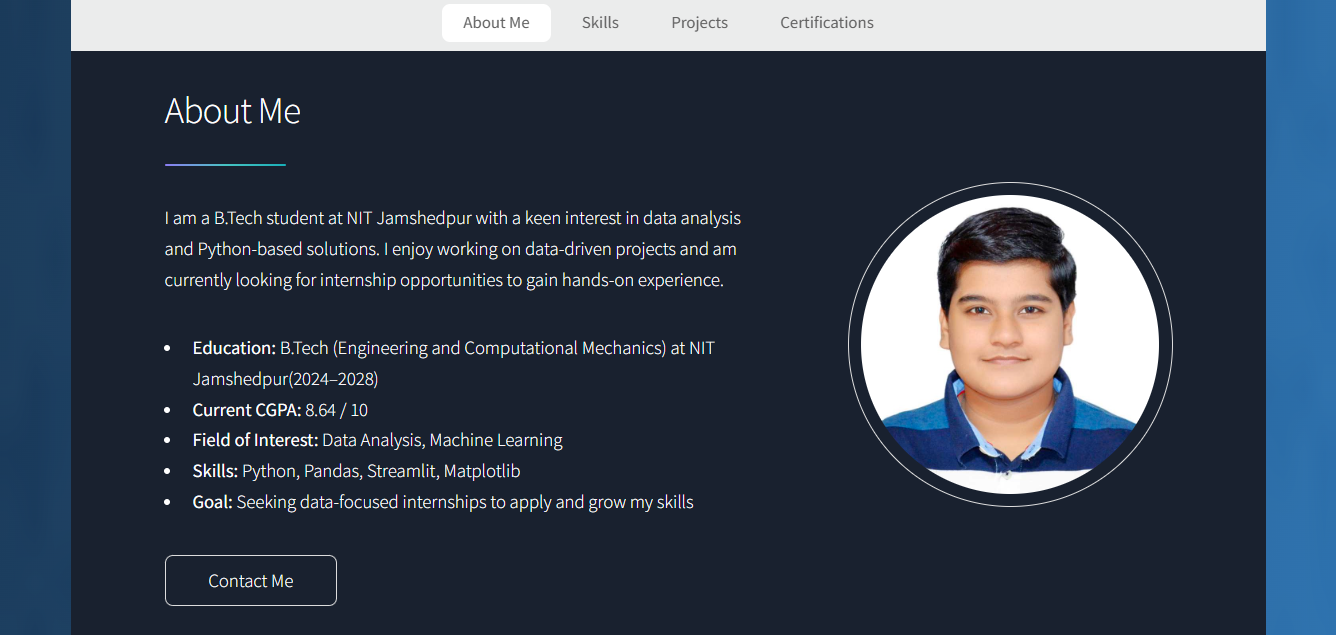 About Me Skills Projects Certifications
About Me
I am a B.Tech student at NIT Jamshedpur with a keen interest in data analysis
and Python-based solutions. I enjoy working on data-driven projects and am
currently looking for internship opportunities to gain hands-on experience.
• Education: B.Tech (Engineering and Computational Mechanics) at NIT
Jamshedpur(2024–2028)
• Current CGPA: 8.64 / 10
• Field of Interest: Data Analysis, Machine Learning
• Skills: Python, Pandas, Streamlit, Matplotlib
• Goal: Seeking data-focused internships to apply and grow my skills
Contact Me